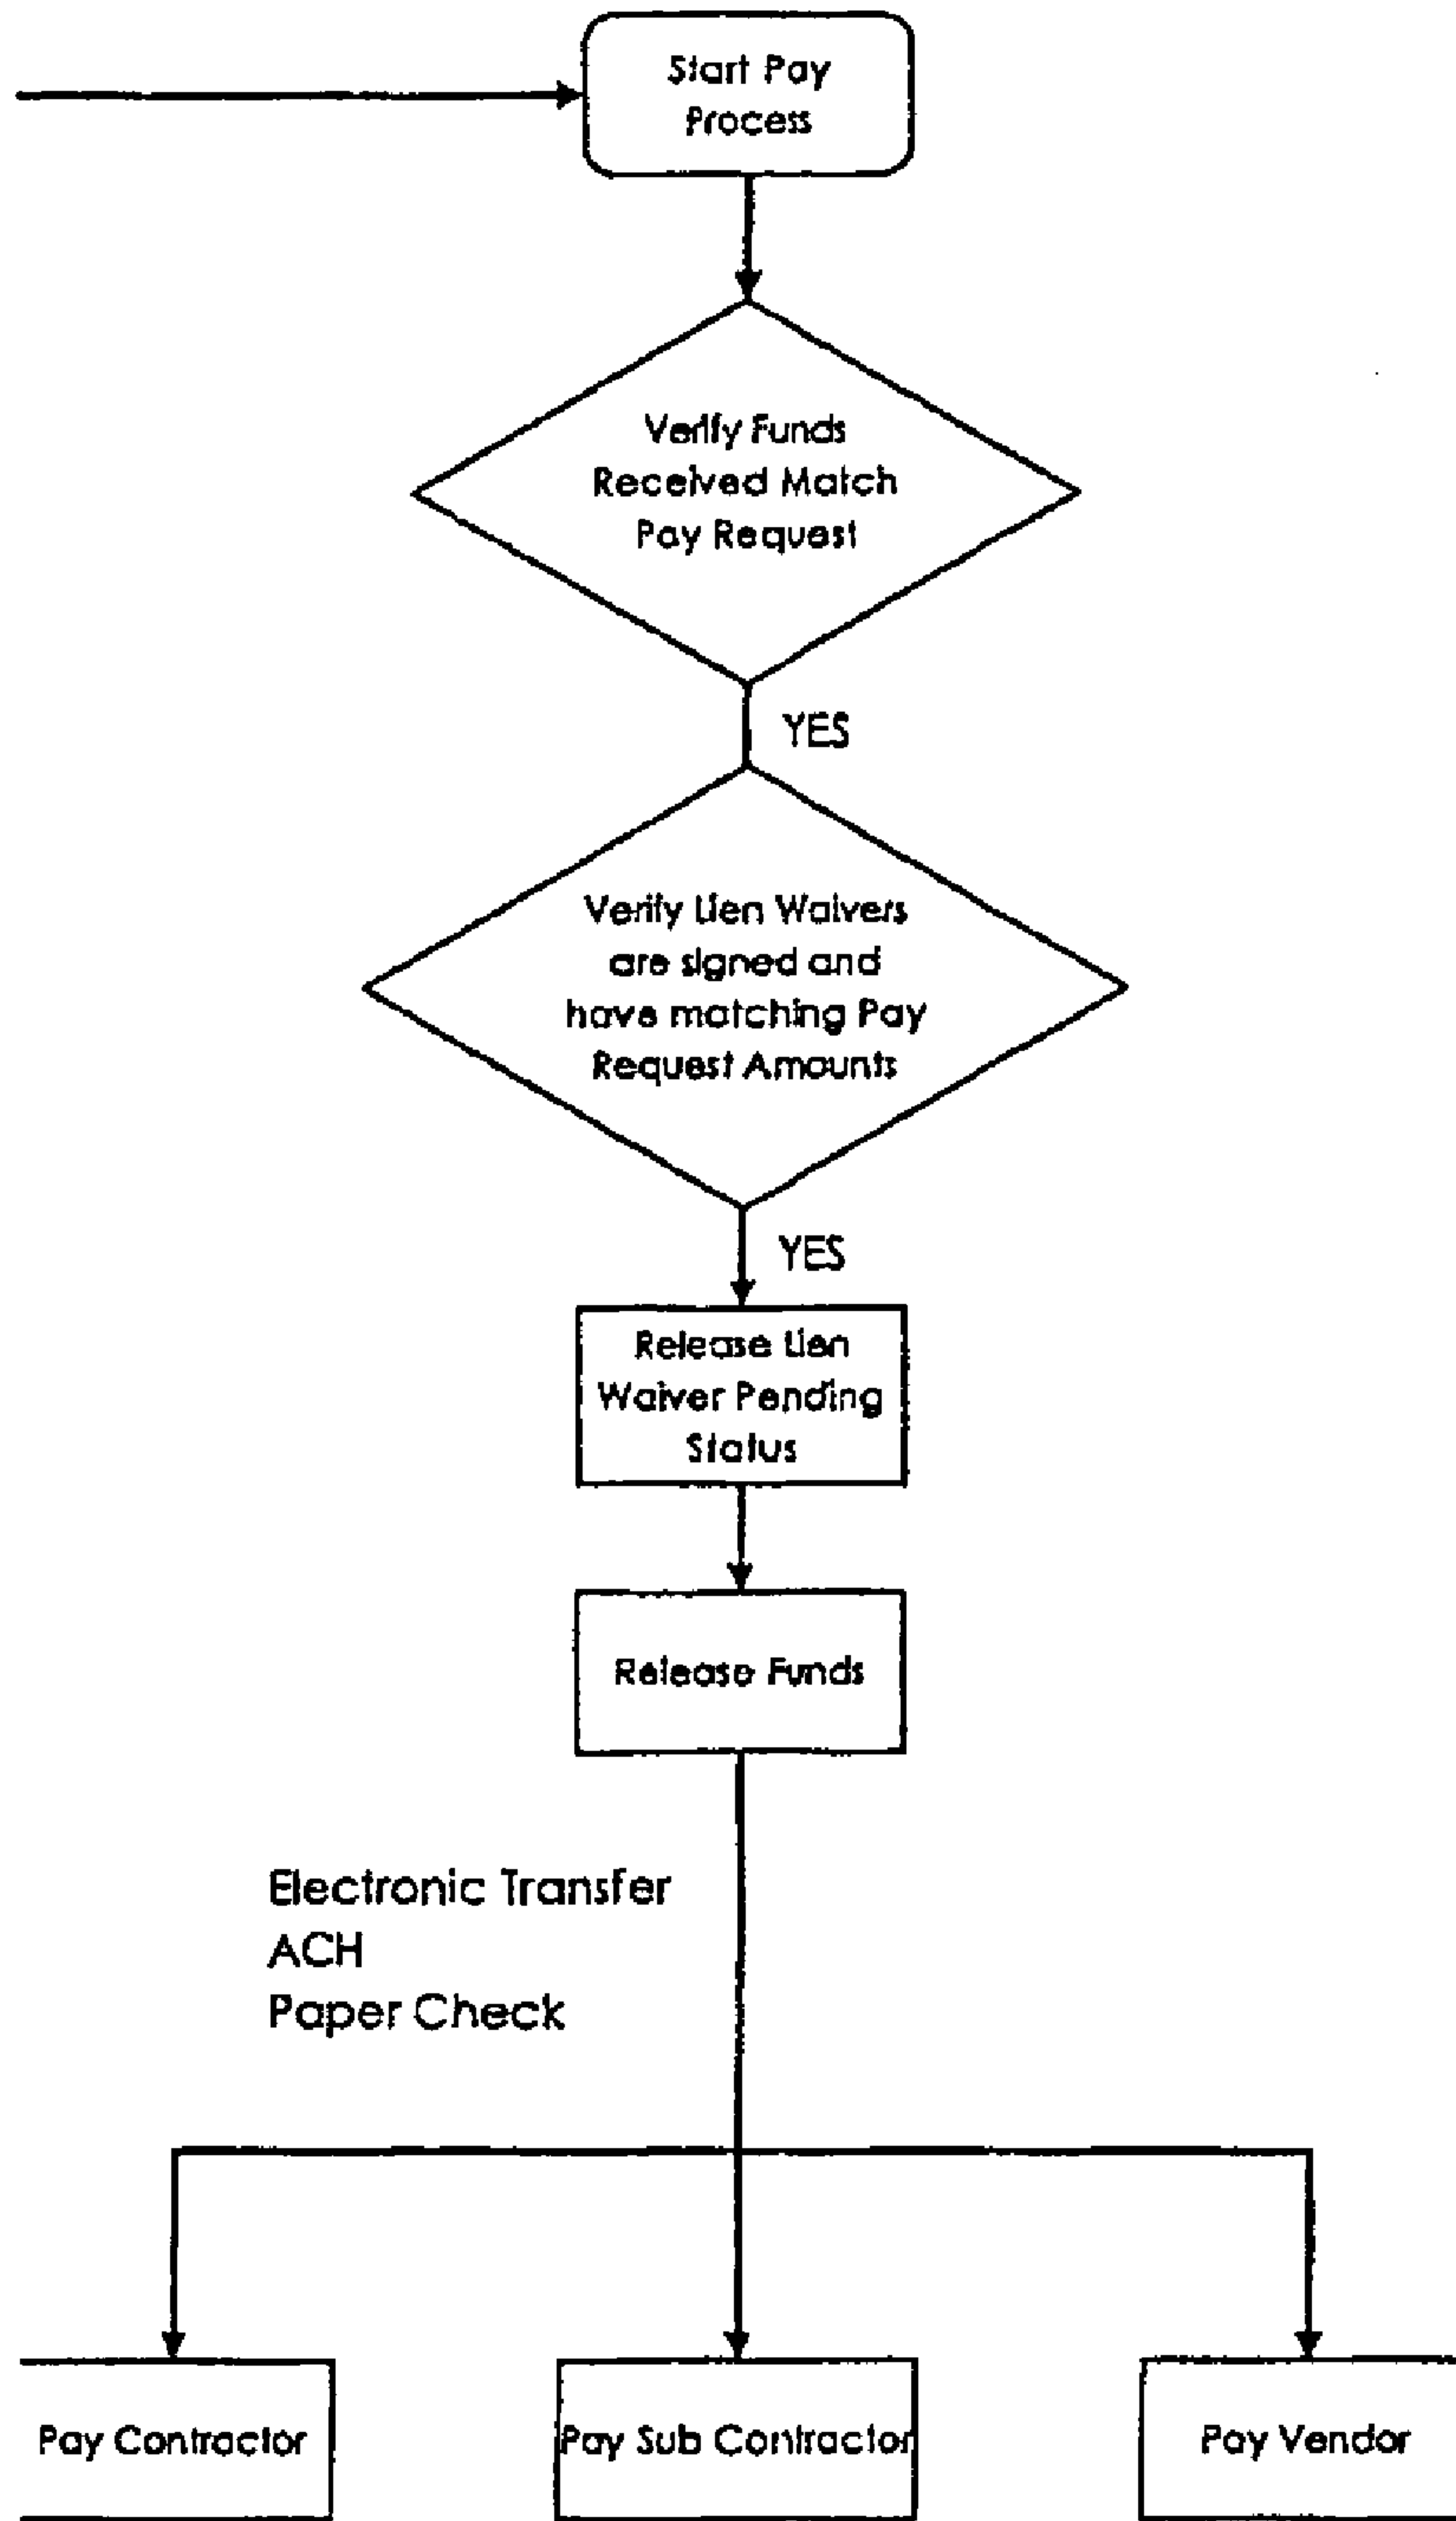 Start Pay
Process
Verify Funds
Received Match
Pay Request
YES
Verify Lien Waivers
are signed and
have matching Pay
Request Amounts
YES
Release Lien
Waiver Pending
Status
Release Funds
Electronic Transfer
ACH
Paper Check
Pay Contractor
Pay Sub Contractor
Pay Vendor